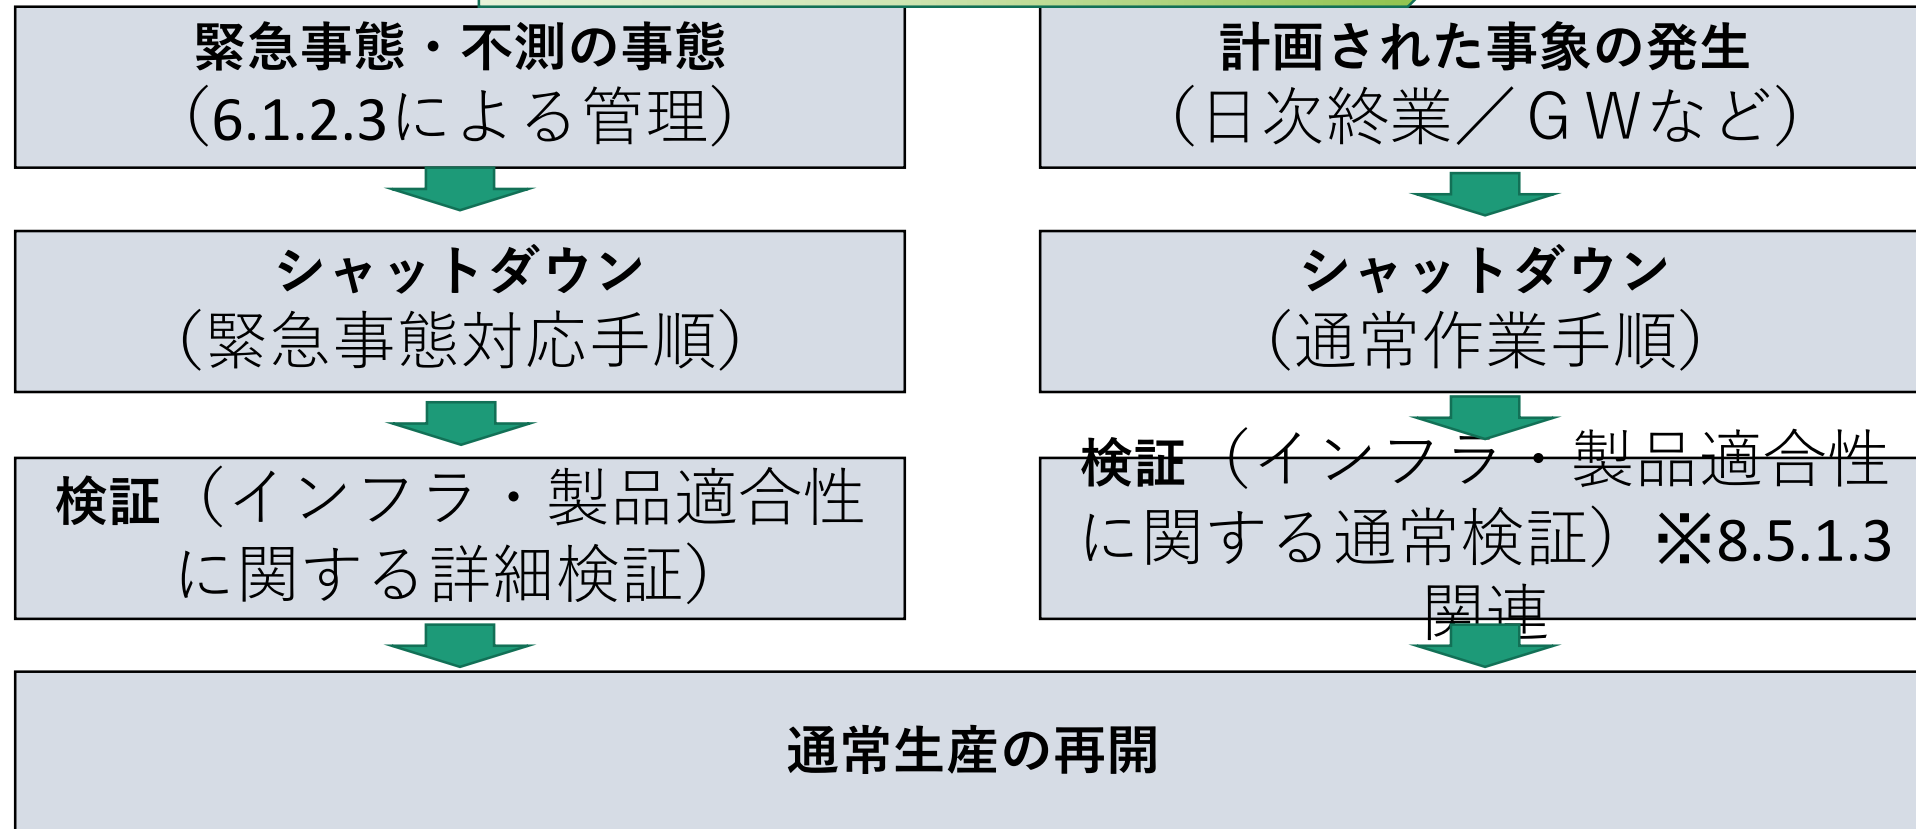 緊急事態・不測の事態
（6.1.2.3による管理）
計画された事象の発生
（日次終業／ＧＷなど）
シャットダウン
（緊急事態対応手順）
シャットダウン
（通常作業手順）
検証（インフラ・製品適合性
に関する詳細検証）
検証（インフラ・製品適合性
に関する通常検証）※8.5.1.3
関連
通常生産の再開